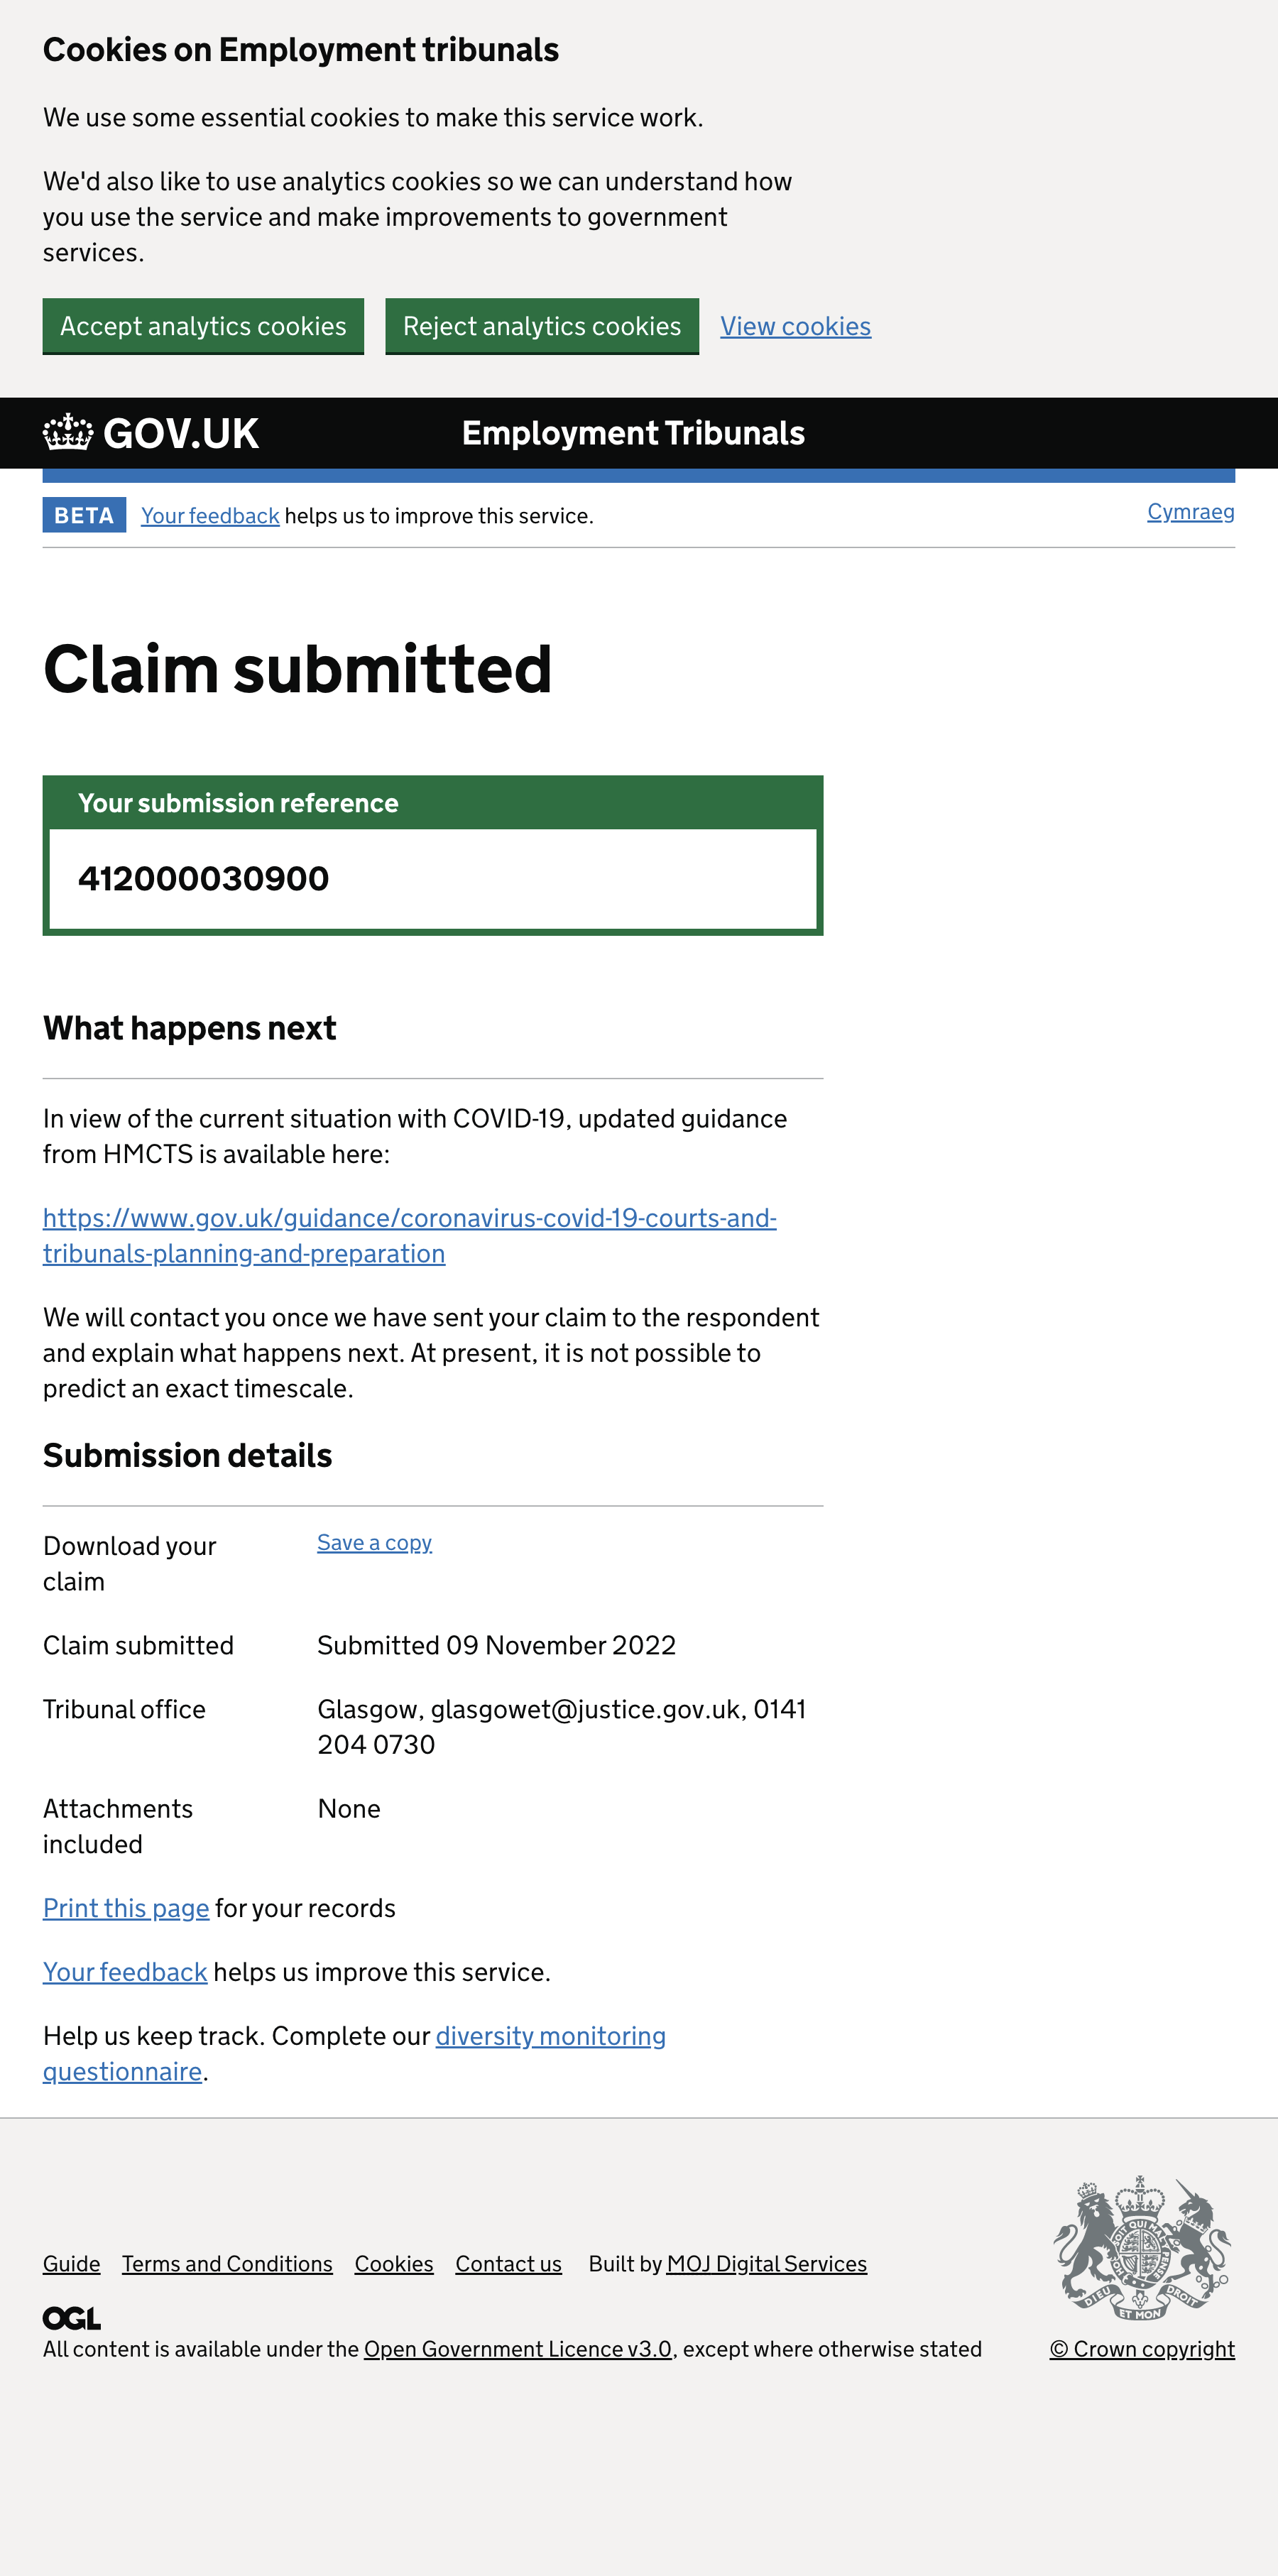 Cookies on Employment tribunals
We use some essential cookies to make this service work.
We'd also like to use analytics cookies so we can understand how
you use the service and make improvements to government
services.
Accept analytics cookies Reject analytics cookies View cookies
GOV.UK Employment Tribunals
BETA Your feedback helps us to improve this service. Cymraeg
Claim submitted
Your submission reference
412000030900
What happens next
In view of the current situation with COVID-19, updated guidance
from HMCTS is available here:
https://www.gov.uk/guidance/coronavirus-covid-19-courts-and-
tribunals-planning-and-preparation
We will contact you once we have sent your claim to the respondent
and explain what happens next. At present, it is not possible to
predict an exact timescale.
Submission details
Download your Save a copy
claim
Claim submitted Submitted 09 November 2022
Tribunal office Glasgow, glasgowet@justice.gov.uk, 0141
204 0730
Attachments None
included
Print this page for your records
Your feedback helps us improve this service.
Help us keep track. Complete our diversity monitoring
questionnaire.
Guide Terms and Conditions Cookies Contact us Built by MOJ Digital Services
DIEU ET MON DROIT
OGL
All content is available under the Open Government Licence v3.0, except where otherwise stated © Crown copyright